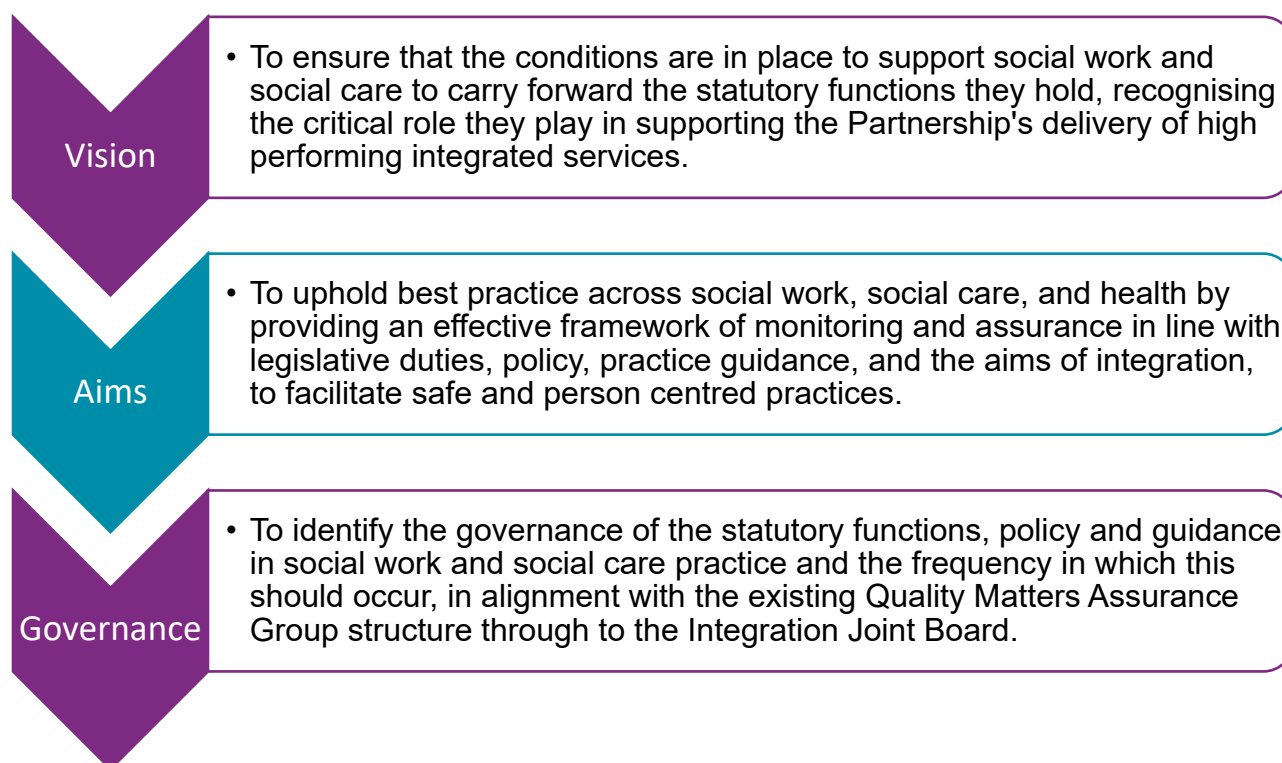 Vision
• To ensure that the conditions are in place to support social work and
social care to carry forward the statutory functions they hold, recognising
the critical role they play in supporting the Partnership's delivery of high
performing integrated services.
Aims
• To uphold best practice across social work, social care, and health by
providing an effective framework of monitoring and assurance in line with
legislative duties, policy, practice guidance, and the aims of integration,
to facilitate safe and person centred practices.
Governance
• To identify the governance of the statutory functions, policy and guidance
in social work and social care practice and the frequency in which this
should occur, in alignment with the existing Quality Matters Assurance
Group structure through to the Integration Joint Board.